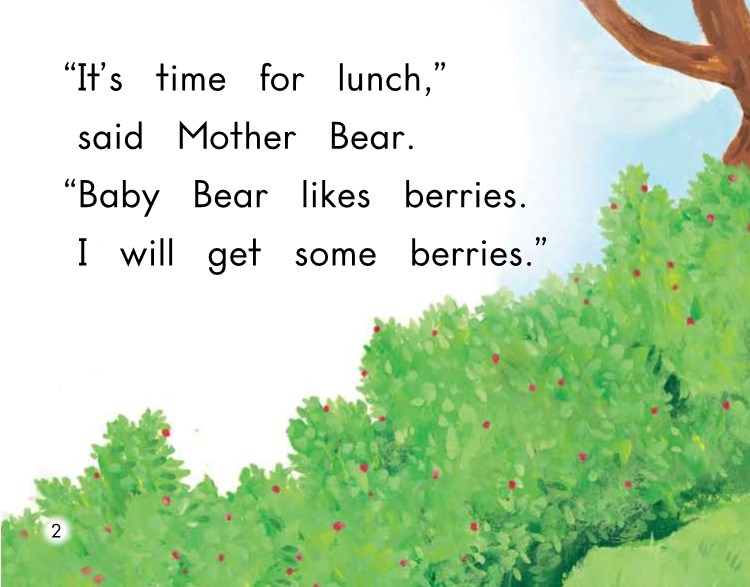 “It’s time for lunch,”
said Mother Bear.
“Baby Bear likes berries.
I will get some berries.”
2